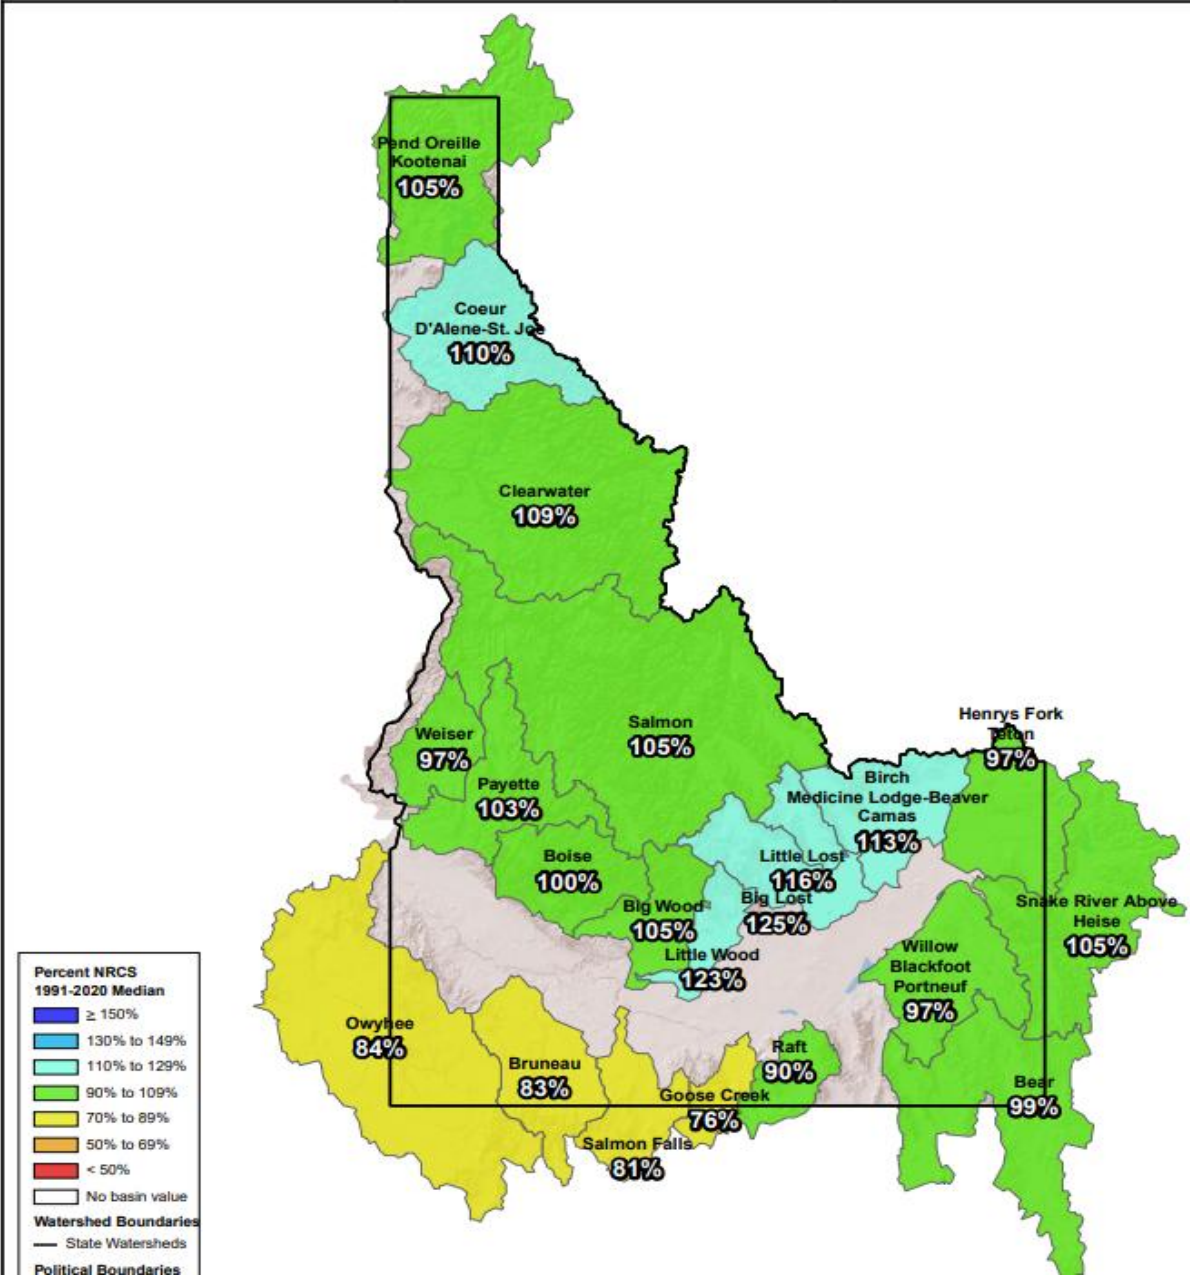 Pend Oreille
Kootenai
105%
Coeur
D'Alene-St. Joe
110%
Clearwater
109%
Salmon
105%
Weiser
97%
Payette
103%
Boise
100%
Big Wood
105%
Little Wood
123%
Big Lost
125%
Little Lost
116%
Birch
Medicine Lodge-Beaver
Camas
113%
Henrys Fork
Teton
97%
Snake River Above
Heise
105%
Willow
Blackfoot
Portneuf
97%
Bear
99%
Raft
90%
Goose Creek
76%
Salmon Falls
81%
Bruneau
83%
Owyhee
84%
Percent NRCS
1991-2020 Median
≥ 150%
130% to 149%
110% to 129%
90% to 109%
70% to 89%
50% to 69%
< 50%
No basin value
Watershed Boundaries
State Watersheds
Political Boundaries